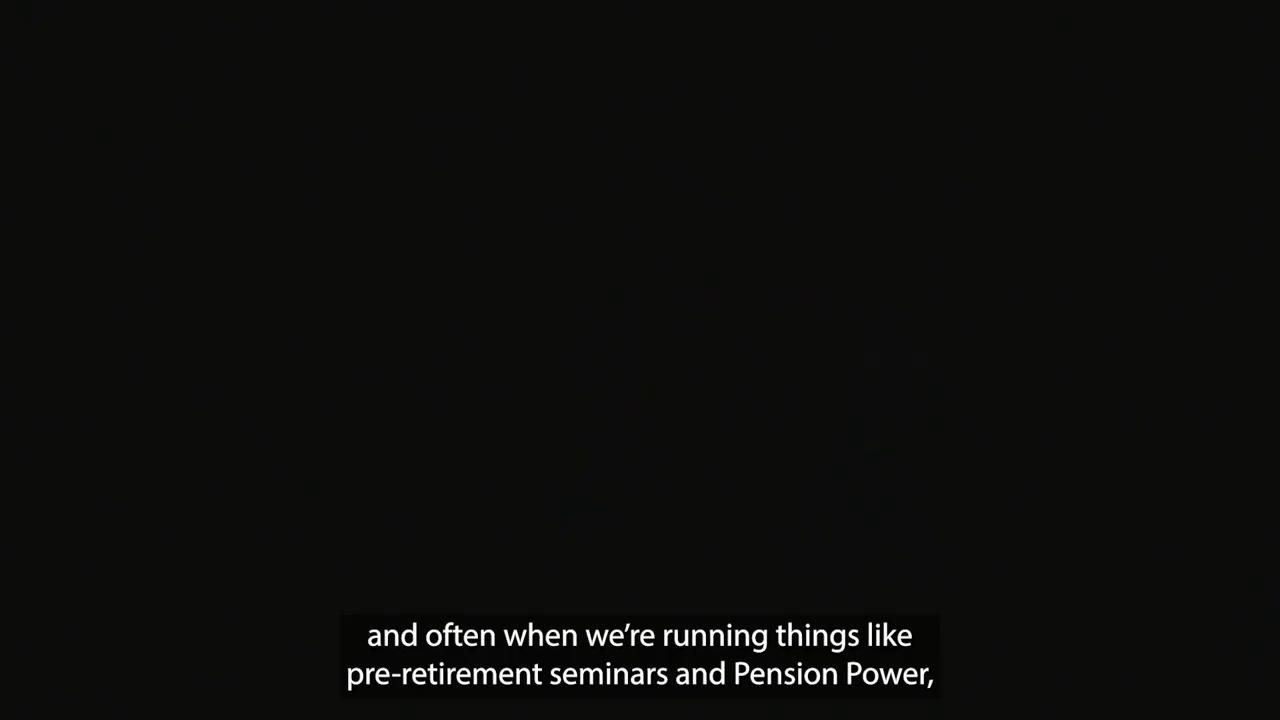 and often when we’re running things like
pre-retirement seminars and Pension Power,